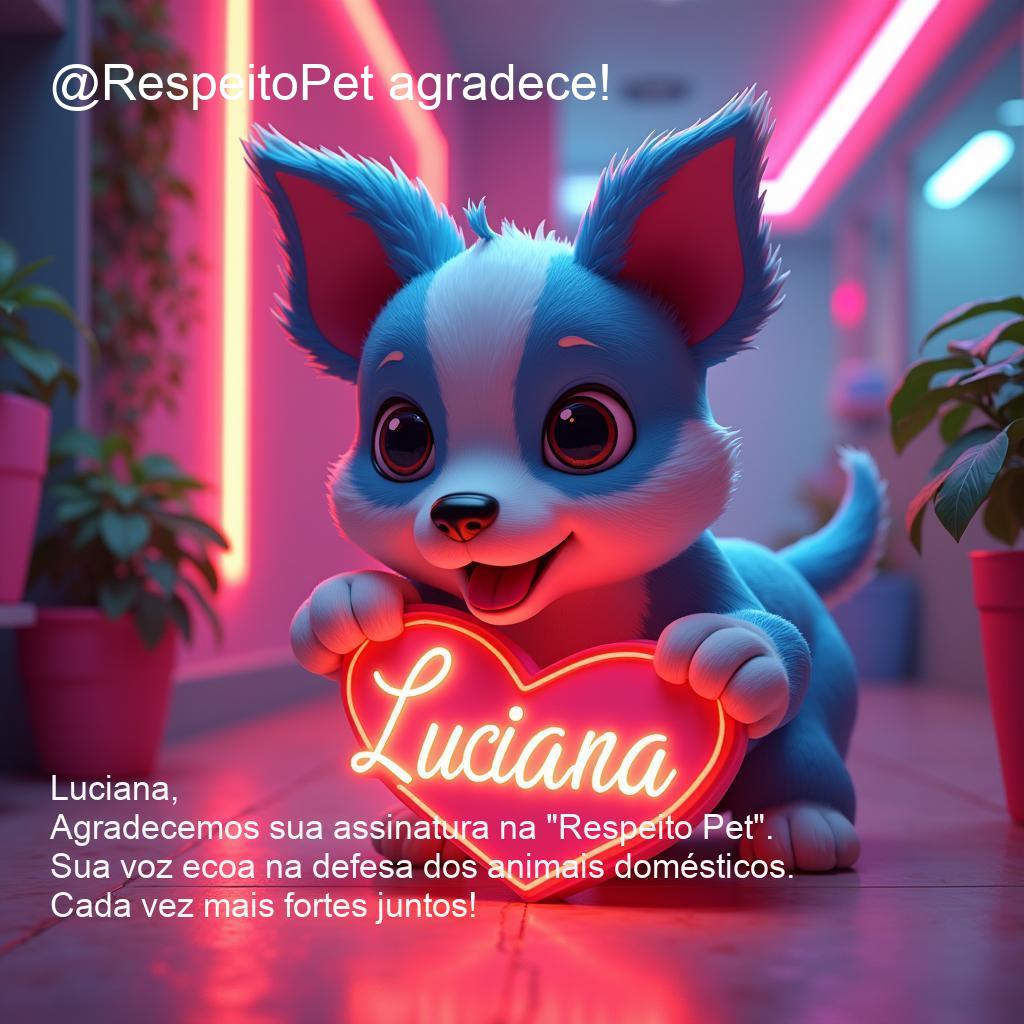 @RespeitoPet agradece!
Luciana
Luciana,
Agradecemos sua assinatura na "Respeito Pet".
Sua voz ecoa na defesa dos animais domésticos.
Cada vez mais fortes juntos!